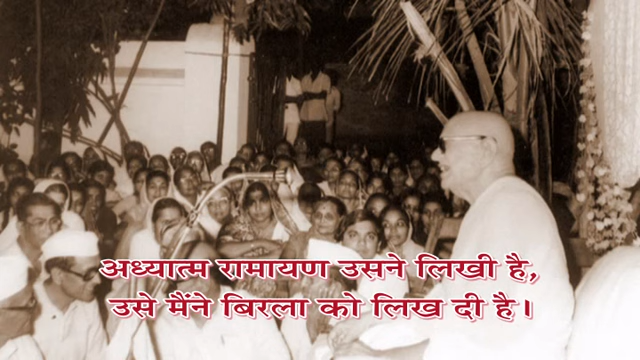 अध्यात्म रामायण उसने लिखी है,
उसे मैंने बिरला को लिख दी है।